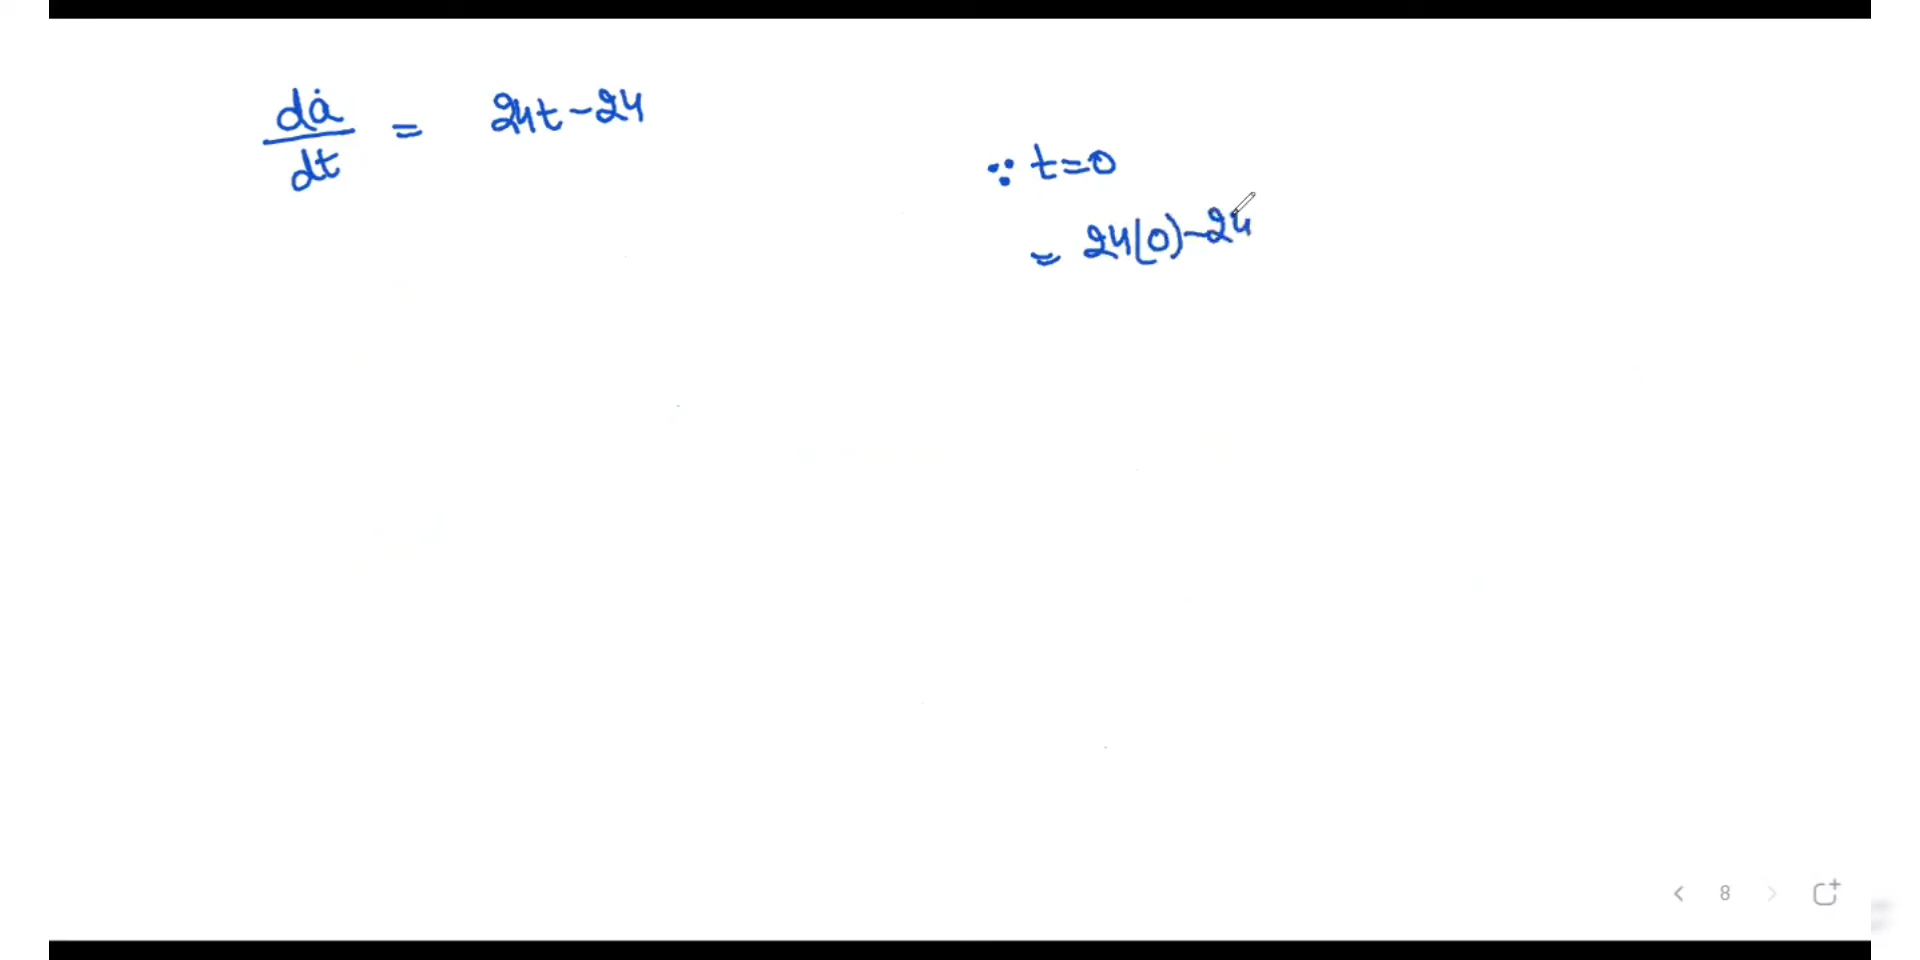 dȧ/dt = 24t-24
∵ t=0
= 24(0)-24
8